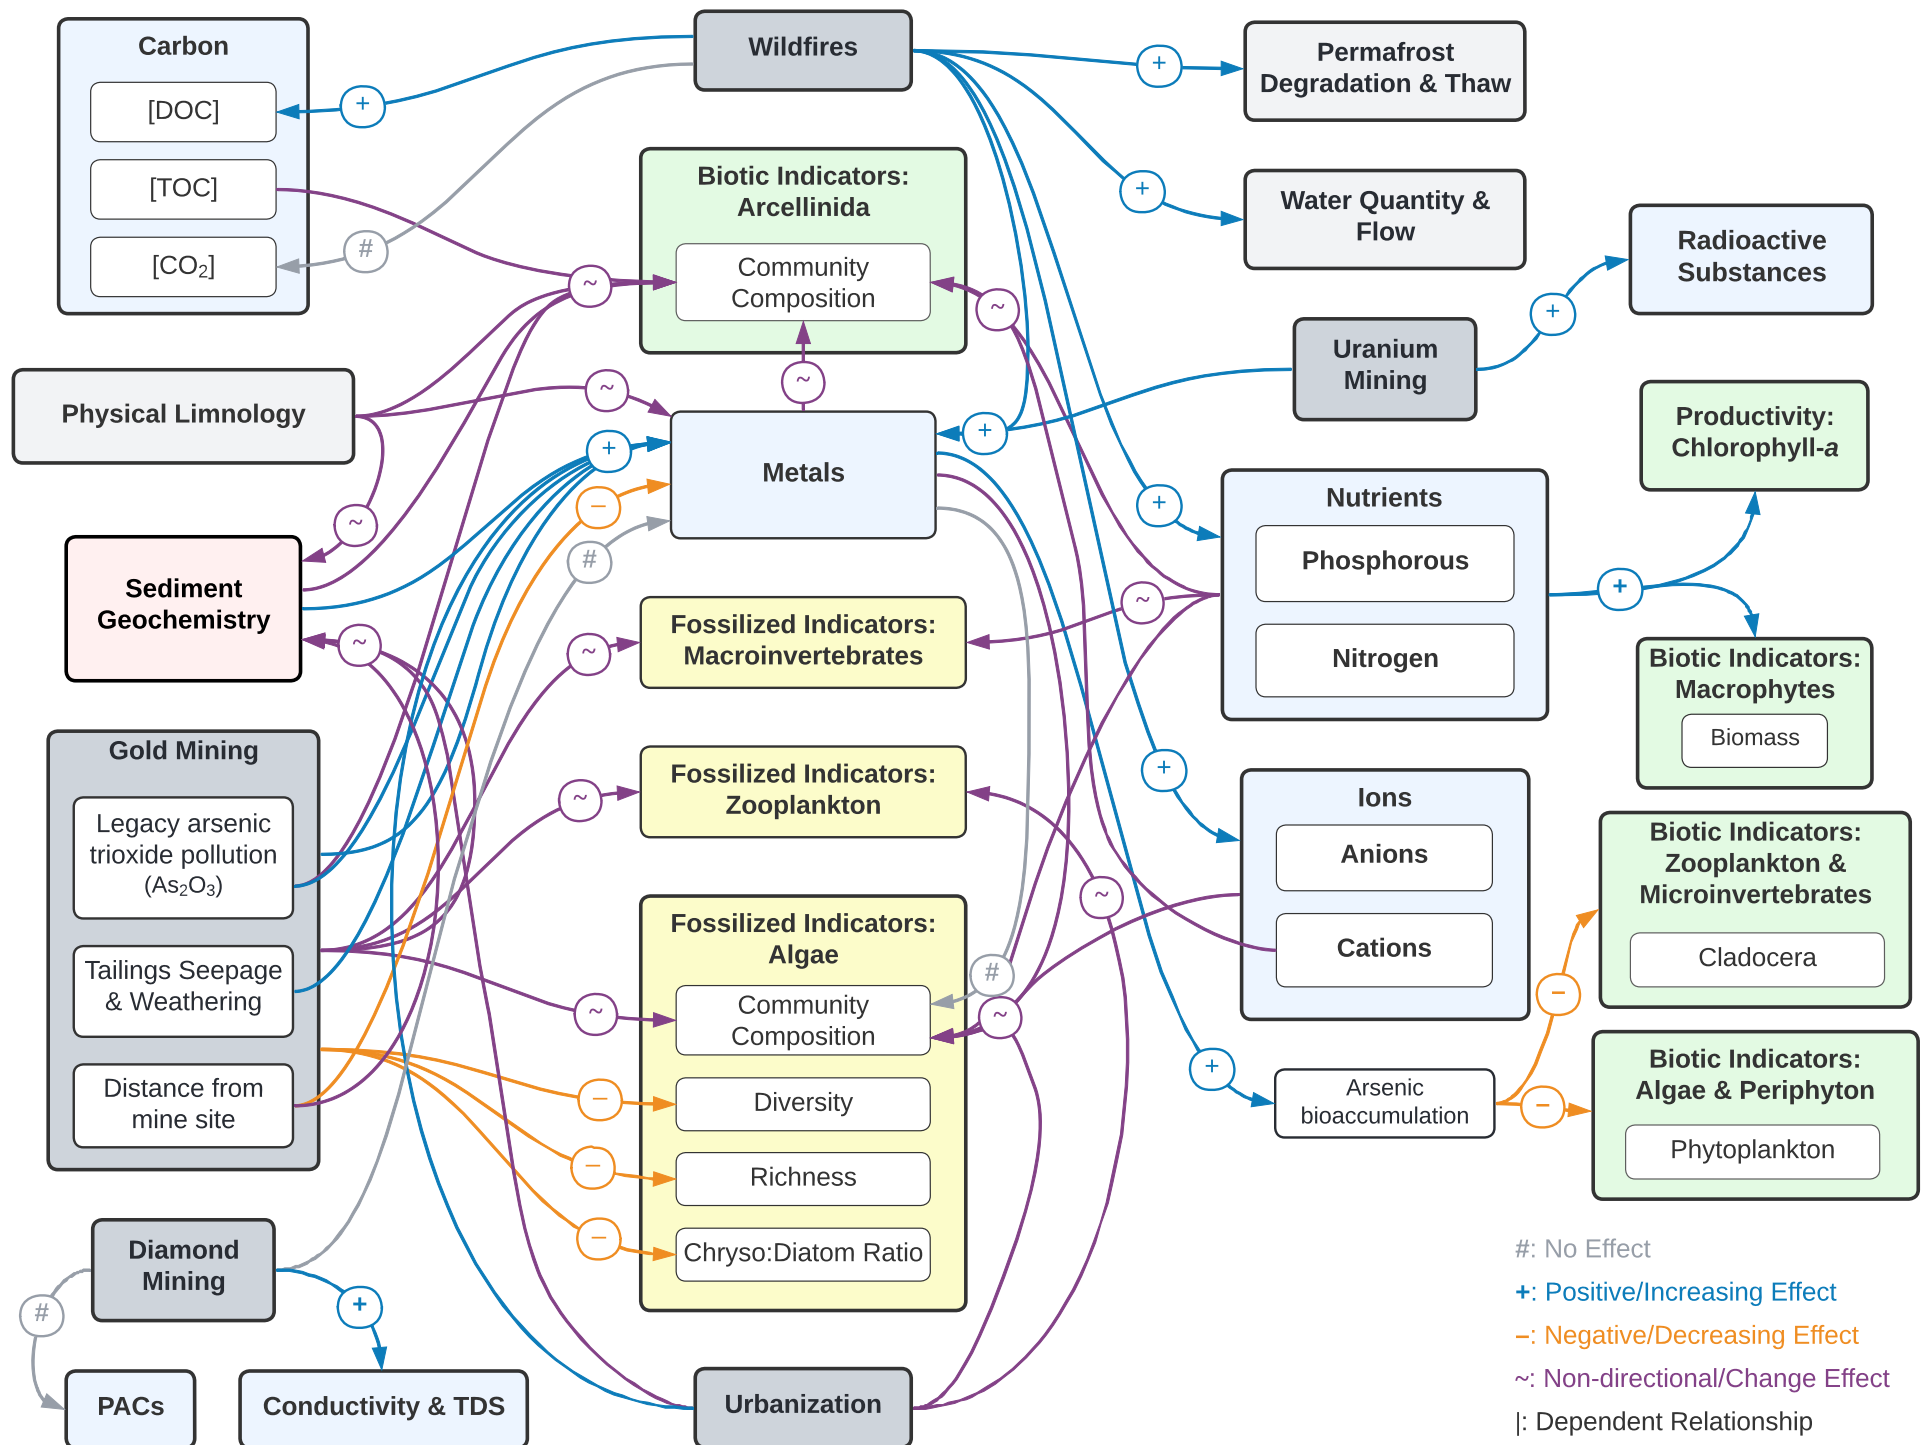 Carbon
[DOC]
[TOC]
[CO₂]
+
#
Wildfires
+
Permafrost
Degradation & Thaw
+
Water Quantity &
Flow
Biotic Indicators:
Arcellinida
Community
Composition
~
~
~
Radioactive
Substances
+
Uranium
Mining
Physical Limnology
~
~
Metals
+
–
#
+
Productivity:
Chlorophyll-a
Nutrients
Phosphorous
Nitrogen
+
+
Sediment
Geochemistry
~
Fossilized Indicators:
Macroinvertebrates
~
~
Biotic Indicators:
Macrophytes
Biomass
Gold Mining
Legacy arsenic
trioxide pollution
(As₂O₃)
Tailings Seepage
& Weathering
Distance from
mine site
Fossilized Indicators:
Zooplankton
~
~
+
Ions
Anions
Cations
Biotic Indicators:
Zooplankton &
Microinvertebrates
Cladocera
–
Fossilized Indicators:
Algae
Community
Composition
Diversity
Richness
Chryso:Diatom Ratio
~
#
~
–
–
–
+
Arsenic
bioaccumulation
–
Biotic Indicators:
Algae & Periphyton
Phytoplankton
Diamond
Mining
#
+
PACs
Conductivity & TDS
Urbanization
#: No Effect
+: Positive/Increasing Effect
–: Negative/Decreasing Effect
~: Non-directional/Change Effect
|: Dependent Relationship